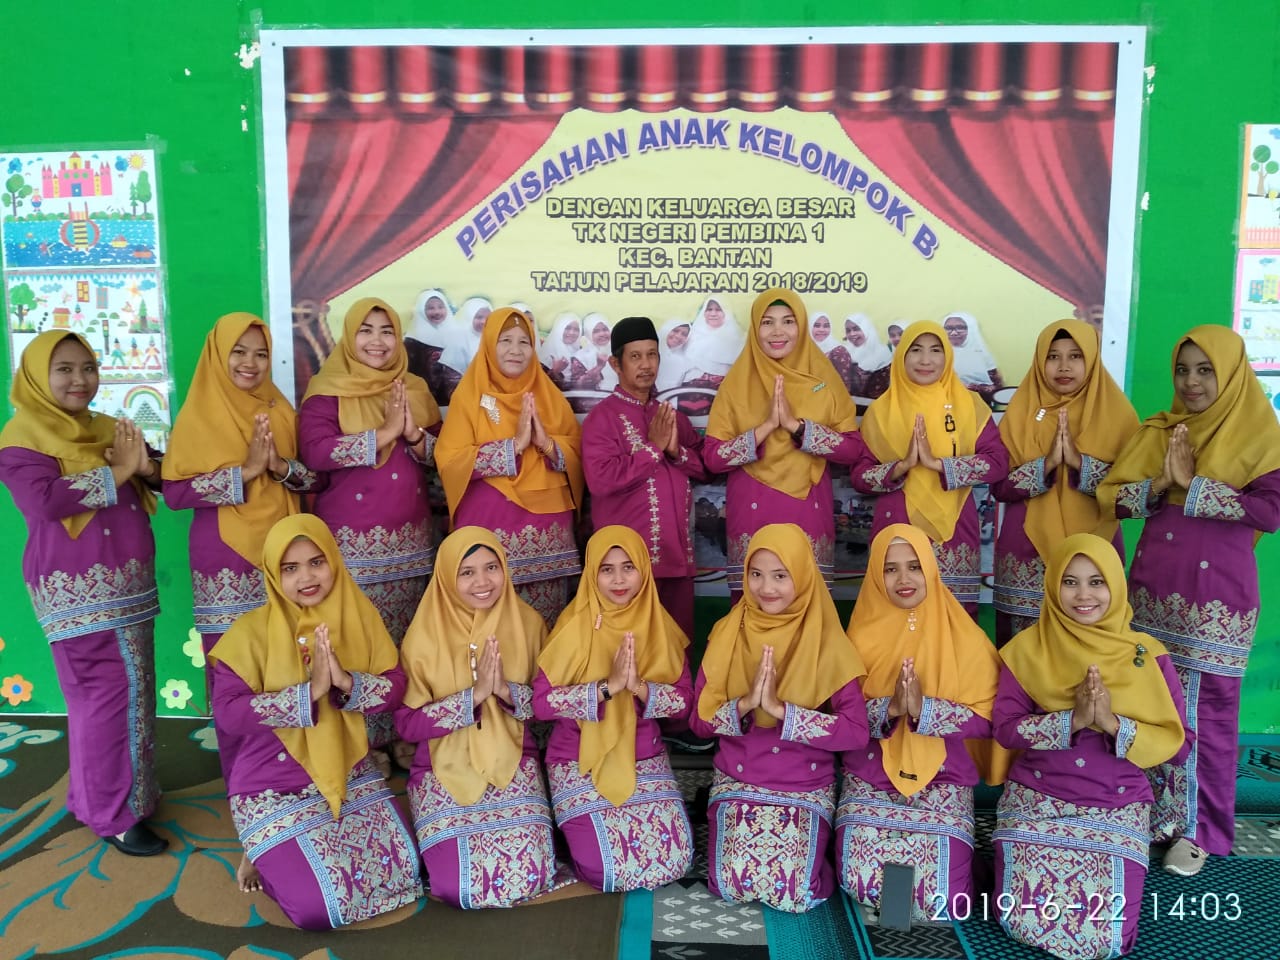 PERISAHAN ANAK KELOMPOK B
DENGAN KELUARGA BESAR
TK NEGERI PEMBINA 1
KEC. BANTAN
TAHUN PELAJARAN 2018/2019
2019-6-22 14:03